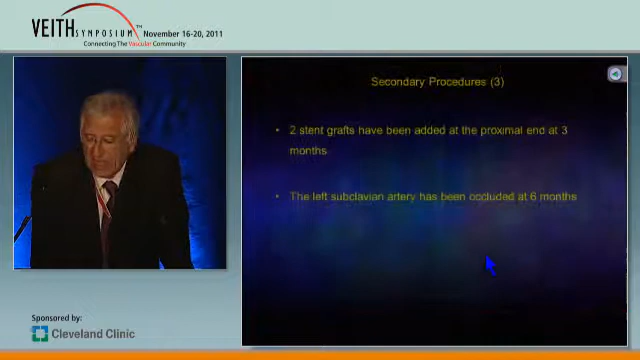 VEITHSYMPOSIUM™
November 16-20, 2011
Connecting The Vascular Community
Secondary Procedures (3)
• 2 stent grafts have been added at the proximal end at 3
months
• The left subclavian artery has been occluded at 6 months
Sponsored by:
Cleveland Clinic